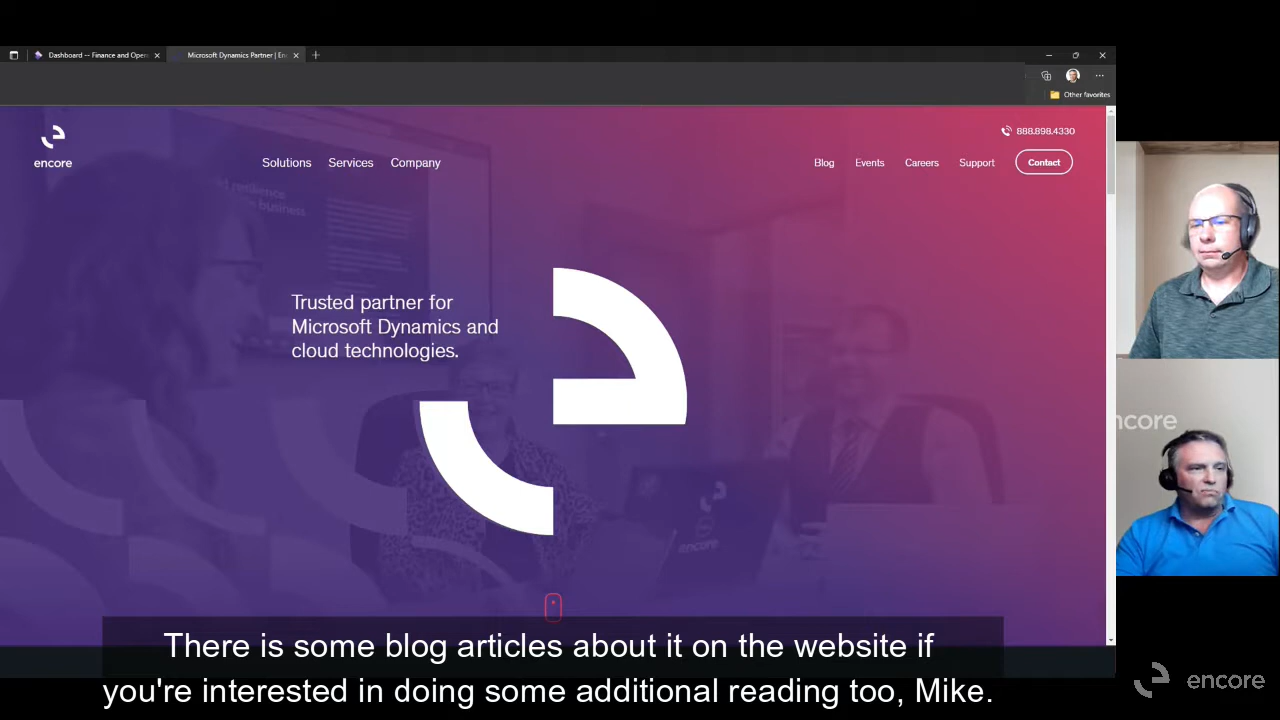 Dashboard -- Finance and Oper
Microsoft Dynamics Partner | En
Other favorites
888.898.4330
encore
Solutions Services Company
Blog Events Careers Support Contact
Trusted partner for
Microsoft Dynamics and
cloud technologies.
encore
ncore
There is some blog articles about it on the website if
you're interested in doing some additional reading too, Mike.
encore